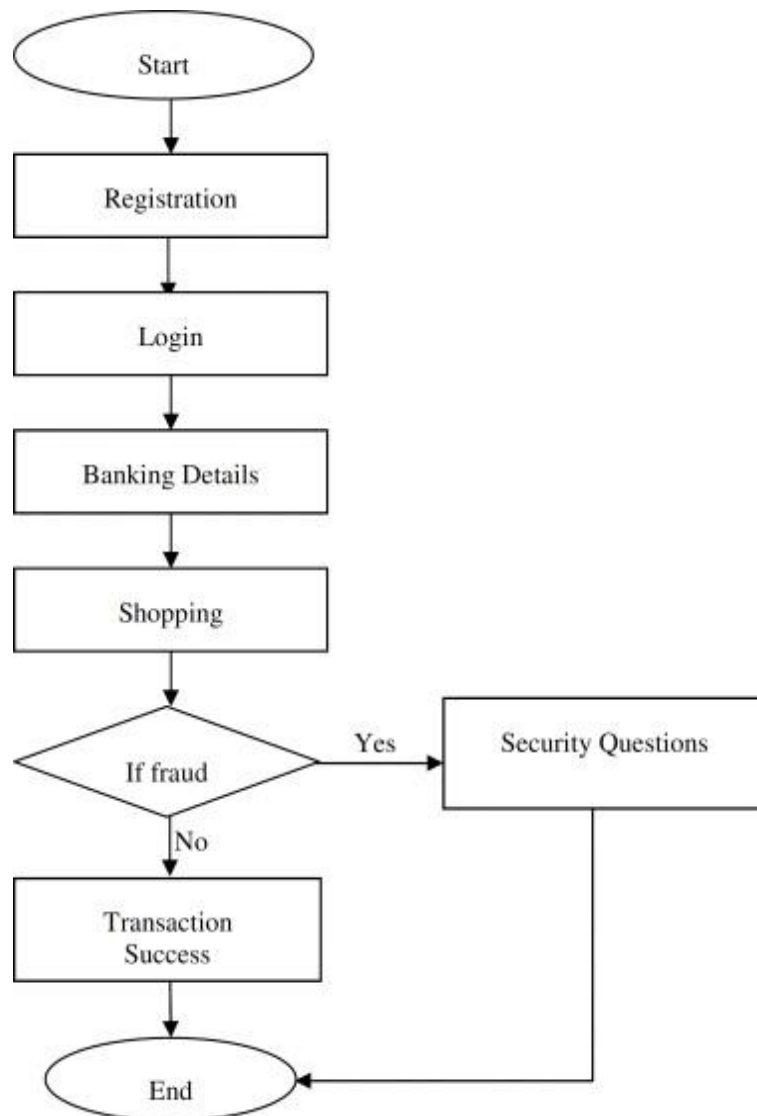 Start
Registration
Login
Banking Details
Shopping
If fraud
Yes
Security Questions
No
Transaction
Success
End